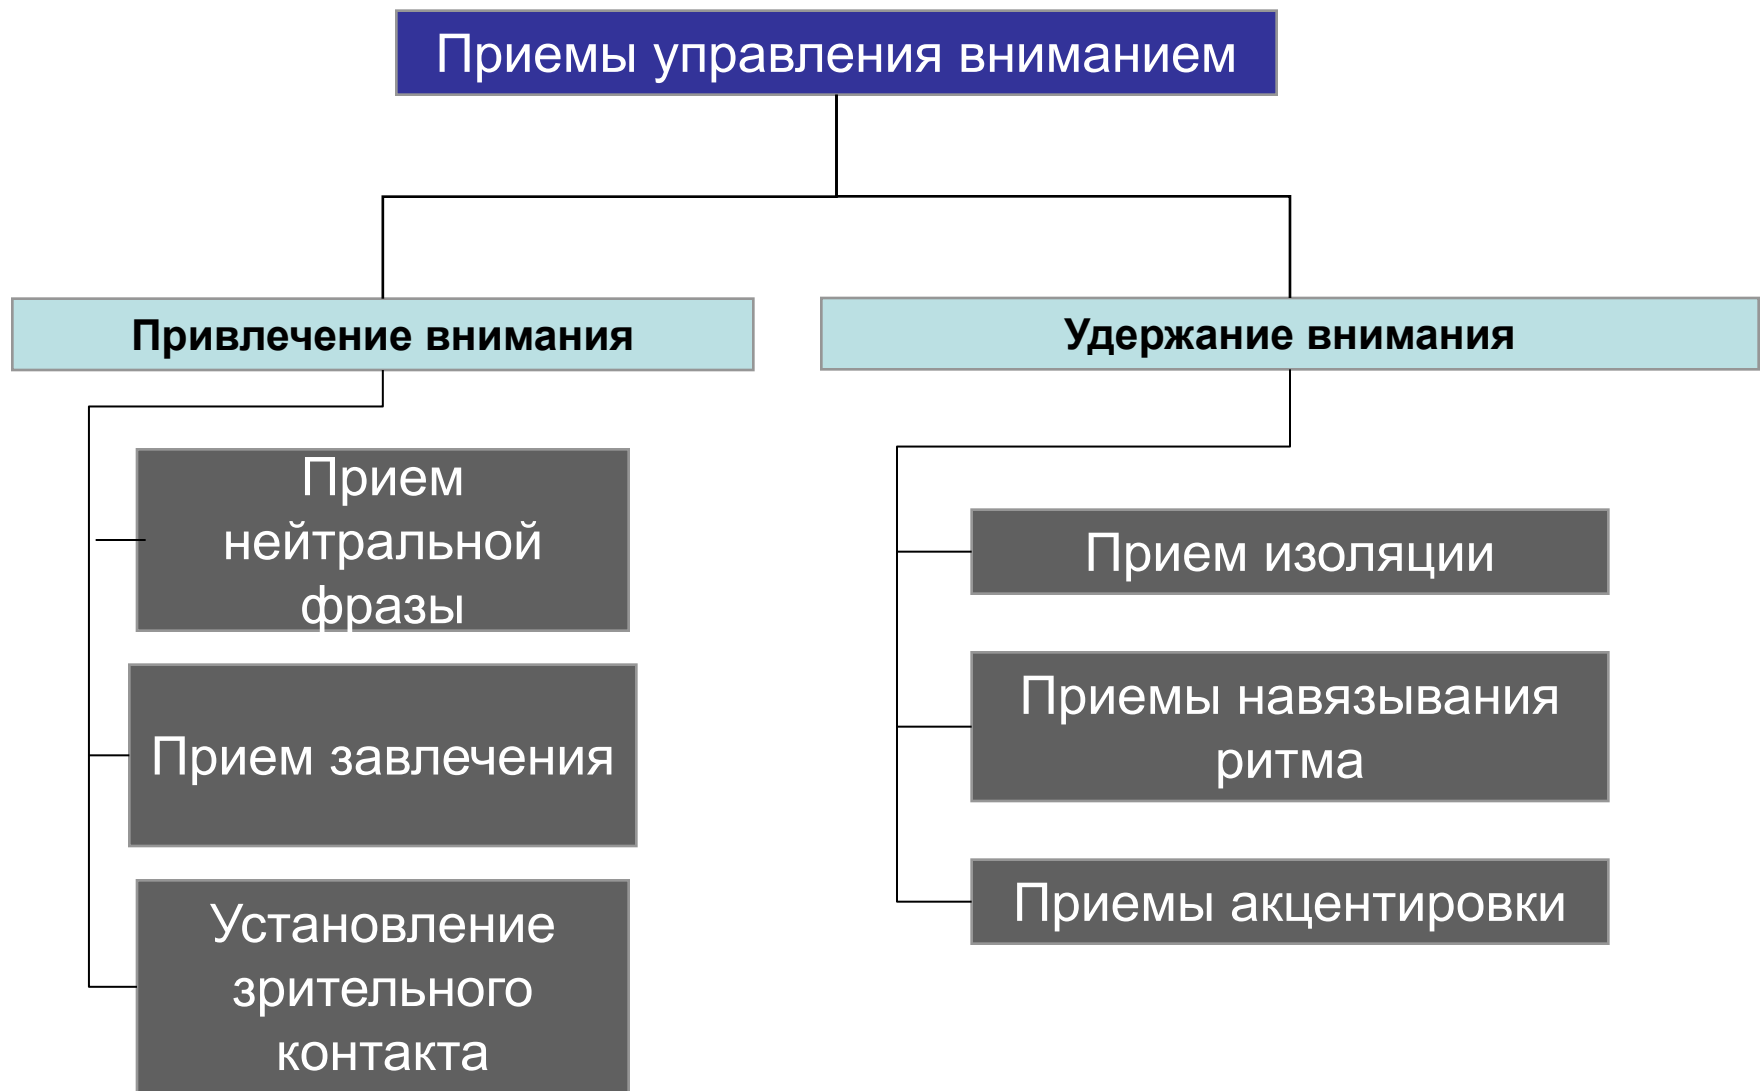 Приемы управления вниманием
Привлечение внимания
Удержание внимания
Прием
нейтральной
фразы
Прием завлечения
Установление
зрительного
контакта
Прием изоляции
Приемы навязывания
ритма
Приемы акцентировки